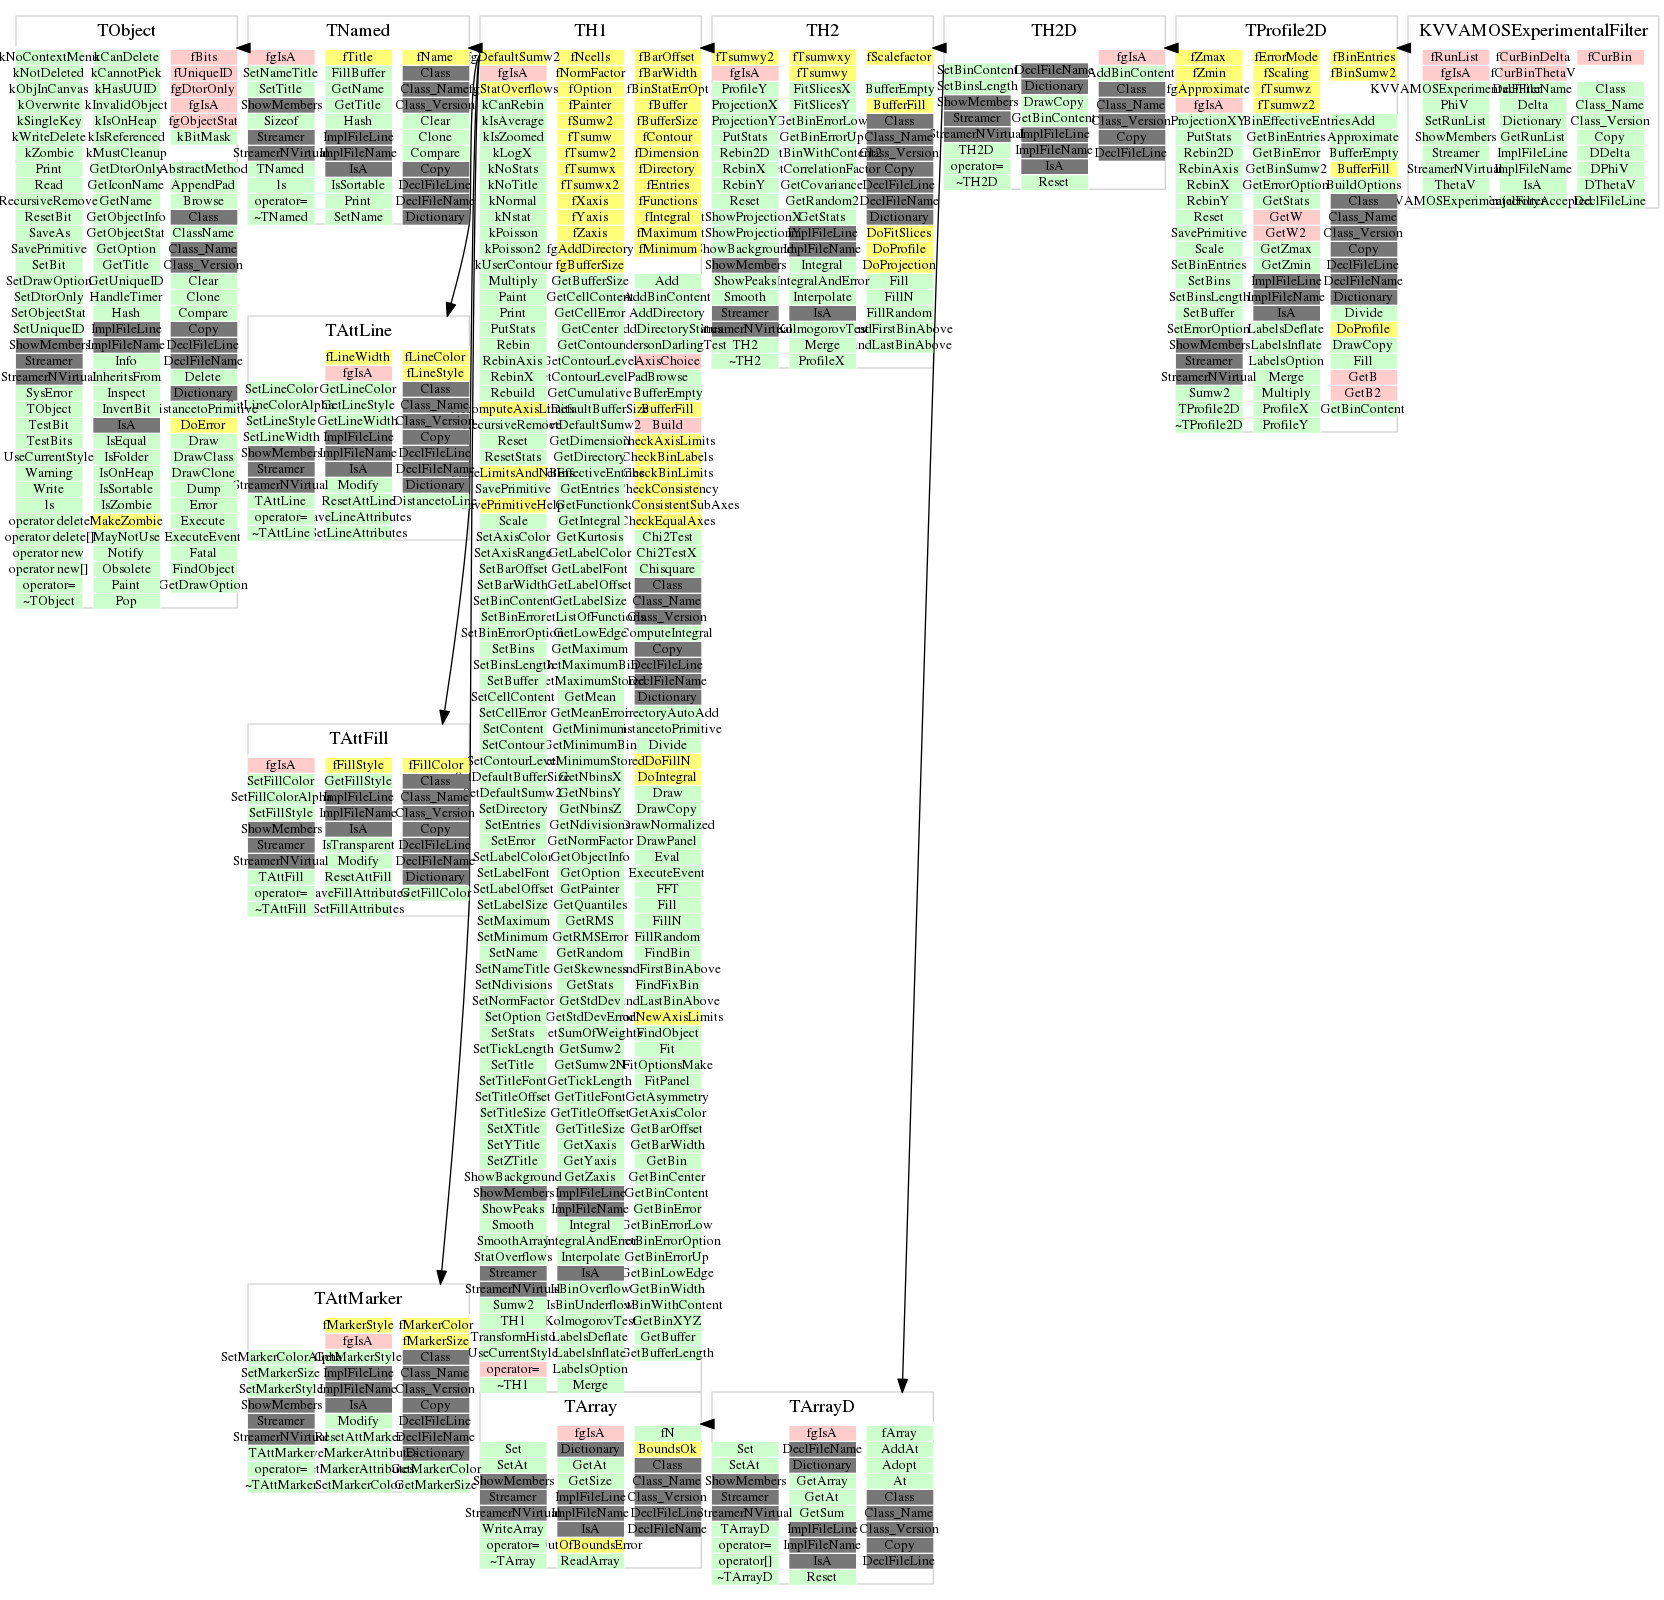 TObject
kNoContextMenu kCanDelete fBits
kNotDeleted kCannotPick fUniqueID
kObjInCanvas kHasUUID fgDtorOnly
kOverwrite kInvalidObject fgIsA
kSingleKey kIsOnHeap fgObjectStat
kWriteDelete kIsReferenced kBitMask
kZombie kMustCleanup
Print GetDtorOnly AbstractMethod
Read GetIconName AppendPad
RecursiveRemove GetName Browse
ResetBit GetObjectInfo Class
SaveAs GetObjectStat ClassName
SavePrimitive GetOption Class_Name
SetBit GetTitle Class_Version
SetDrawOption GetUniqueID Clear
SetDtorOnly HandleTimer Clone
SetObjectStat Hash Compare
SetUniqueID ImplFileLine Copy
ShowMembers ImplFileName DeclFileLine
Streamer Info DeclFileName
StreamerNVirtual InheritsFrom Delete
SysError Inspect Dictionary
TObject InvertBit DistancetoPrimitive
TestBit IsA DoError
TestBits IsEqual Draw
UseCurrentStyle IsFolder DrawClass
Warning IsOnHeap DrawClone
Write IsSortable Dump
ls IsZombie Error
operator delete MakeZombie Execute
operator delete[] MayNotUse ExecuteEvent
operator new Notify Fatal
operator new[] Obsolete FindObject
operator= Paint GetDrawOption
~TObject Pop
TNamed
fgIsA fTitle fName
SetNameTitle FillBuffer Class
SetTitle GetName Class_Name
ShowMembers GetTitle Class_Version
Sizeof Hash Clear
Streamer ImplFileLine Clone
StreamerNVirtual ImplFileName Compare
TNamed IsA Copy
ls IsSortable DeclFileLine
operator= Print DeclFileName
~TNamed SetName Dictionary
TAttLine
fLineWidth fLineColor
fgIsA fLineStyle
SetLineColor GetLineColor Class
SetLineColorAlpha GetLineStyle Class_Name
SetLineStyle GetLineWidth Class_Version
SetLineWidth ImplFileLine Copy
ShowMembers ImplFileName DeclFileLine
Streamer IsA DeclFileName
StreamerNVirtual Modify Dictionary
TAttLine ResetAttLine DistancetoLine
operator= SaveLineAttributes
~TAttLine SetLineAttributes
TAttFill
fgIsA fFillStyle fFillColor
SetFillColor GetFillStyle Class
SetFillColorAlpha ImplFileLine Class_Name
SetFillStyle ImplFileName Class_Version
ShowMembers IsA Copy
Streamer IsTransparent DeclFileLine
StreamerNVirtual Modify DeclFileName
TAttFill ResetAttFill Dictionary
operator= SaveFillAttributes GetFillColor
~TAttFill SetFillAttributes
TAttMarker
fMarkerStyle fMarkerColor
fgIsA fMarkerSize
SetMarkerColorAlpha GetMarkerStyle Class
SetMarkerSize ImplFileLine Class_Name
SetMarkerStyle ImplFileName Class_Version
ShowMembers IsA Copy
Streamer Modify DeclFileLine
StreamerNVirtual ResetAttMarker DeclFileName
TAttMarker SaveMarkerAttributes Dictionary
operator= SetMarkerAttributes GetMarkerColor
~TAttMarker SetMarkerColor GetMarkerSize
TH1
fgDefaultSumw2 fNcells fBarOffset
fgIsA fNormFactor fBarWidth
fgStatOverflows fOption fBinStatErrOpt
kCanRebin fPainter fBuffer
kIsAverage fSumw2 fBufferSize
kIsZoomed fTsumw fContour
kLogX fTsumw2 fDimension
kNoStats fTsumwx fDirectory
kNoTitle fTsumwx2 fEntries
kNormal fXaxis fFunctions
kNstat fYaxis fIntegral
kPoisson fZaxis fMaximum
kPoisson2 fgAddDirectory fMinimum
kUserContour fgBufferSize
Multiply GetBufferSize Add
Paint GetCellContent AddBinContent
Print GetCellError AddDirectory
PutStats GetCenter AddDirectoryStatus
Rebin GetContour AndersonDarlingTest
RebinAxis GetContourLevel AxisChoice
RebinX GetContourLevelPad Browse
Rebuild GetCumulative BufferEmpty
RecomputeAxisLimits GetDefaultBufferSize BufferFill
RecursiveRemove GetDefaultSumw2 Build
Reset GetDimension CheckAxisLimits
ResetStats GetDirectory CheckBinLabels
GetEffectiveEntries CheckBinLimits
SavePrimitive GetEntries CheckConsistency
SavePrimitiveHelp GetFunction CheckConsistentSubAxes
Scale GetIntegral CheckEqualAxes
SetAxisColor GetKurtosis Chi2Test
SetAxisRange GetLabelColor Chi2TestX
SetBarOffset GetLabelFont Chisquare
SetBarWidth GetLabelOffset Class
SetBinContent GetLabelSize Class_Name
SetBinError GetListOfFunctions Class_Version
SetBinErrorOption GetLowEdge ComputeIntegral
SetBins GetMaximum Copy
SetBinsLength GetMaximumBin DeclFileLine
SetBuffer GetMaximumStored DeclFileName
SetCellContent GetMean Dictionary
SetCellError GetMeanError DirectoryAutoAdd
SetContent GetMinimum DistancetoPrimitive
SetContour GetMinimumBin Divide
SetContourLevel GetMinimumStored DoFillN
SetDefaultBufferSize GetNbinsX DoIntegral
SetDefaultSumw2 GetNbinsY Draw
SetDirectory GetNbinsZ DrawCopy
SetEntries GetNdivisions DrawNormalized
SetError GetNormFactor DrawPanel
SetLabelColor GetObjectInfo Eval
SetLabelFont GetOption ExecuteEvent
SetLabelOffset GetPainter FFT
SetLabelSize GetQuantiles Fill
SetMaximum GetRMS FillN
SetMinimum GetRMSError FillRandom
SetName GetRandom FindBin
SetNameTitle GetSkewness FindFirstBinAbove
SetNdivisions GetStats FindFixBin
SetNormFactor GetStdDev FindLastBinAbove
SetOption GetStdDevError FindNewAxisLimits
SetStats GetSumOfWeights FindObject
SetTickLength GetSumw2 Fit
SetTitle GetSumw2N FitOptionsMake
SetTitleFont GetTickLength FitPanel
SetTitleOffset GetTitleFont GetAsymmetry
SetTitleSize GetTitleOffset GetAxisColor
SetXTitle GetTitleSize GetBarOffset
SetYTitle GetXaxis GetBarWidth
SetZTitle GetYaxis GetBin
ShowBackground GetZaxis GetBinCenter
ShowMembers ImplFileLine GetBinContent
ShowPeaks ImplFileName GetBinError
Smooth Integral GetBinErrorLow
SmoothArray IntegralAndError GetBinErrorOption
StatOverflows Interpolate GetBinErrorUp
Streamer IsA GetBinLowEdge
StreamerNVirtual IsBinOverflow GetBinWidth
Sumw2 IsBinUnderflow GetBinWithContent
TH1 KolmogorovTest GetBinXYZ
TransformHisto LabelsDeflate GetBuffer
UseCurrentStyle LabelsInflate GetBufferLength
operator= LabelsOption
~TH1 Merge
TArray
fgIsA fN
Set Dictionary BoundsOk
SetAt GetAt Class
ShowMembers GetSize Class_Name
Streamer ImplFileLine Class_Version
StreamerNVirtual ImplFileName DeclFileLine
WriteArray IsA DeclFileName
operator= OutOfBoundsError
~TArray ReadArray
TH2
fTsumwy2 fTsumwxy fScalefactor
fgIsA fTsumwy
ProfileY FitSlicesX BufferEmpty
ProjectionX FitSlicesY BufferFill
ProjectionY GetBinErrorLow Class
PutStats GetBinErrorUp Class_Name
Rebin2D GetBinWithContent2 Class_Version
RebinX GetCorrelationFactor Copy
RebinY GetCovariance DeclFileLine
Reset GetRandom2 DeclFileName
SetShowProjectionX GetStats Dictionary
SetShowProjectionY ImplFileLine DoFitSlices
ShowBackground ImplFileName DoProfile
ShowMembers Integral DoProjection
ShowPeaks IntegralAndError Fill
Smooth Interpolate FillN
Streamer IsA FillRandom
StreamerNVirtual KolmogorovTest FindFirstBinAbove
TH2 Merge FindLastBinAbove
~TH2 ProfileX
TArrayD
fgIsA fArray
Set DeclFileName AddAt
SetAt Dictionary Adopt
ShowMembers GetArray At
Streamer GetAt Class
StreamerNVirtual GetSum Class_Name
TArrayD ImplFileLine Class_Version
operator= ImplFileName Copy
operator[] IsA DeclFileLine
~TArrayD Reset
TH2D
fgIsA
SetBinContent DeclFileName AddBinContent
SetBinsLength Dictionary Class
ShowMembers DrawCopy Class_Name
Streamer GetBinContent Class_Version
StreamerNVirtual ImplFileLine Copy
TH2D ImplFileName DeclFileLine
operator= IsA
~TH2D Reset
TProfile2D
fZmax fErrorMode fBinEntries
fZmin fScaling fBinSumw2
fgApproximate fTsumwz
fgIsA fTsumwz2
ProjectionXY GetBinEffectiveEntries Add
PutStats GetBinEntries Approximate
Rebin2D GetBinError BufferEmpty
RebinAxis GetBinSumw2 BufferFill
RebinX GetErrorOption BuildOptions
RebinY GetStats Class
Reset GetW Class_Name
SavePrimitive GetW2 Class_Version
Scale GetZmax Copy
SetBinEntries GetZmin DeclFileLine
SetBins ImplFileLine DeclFileName
SetBinsLength ImplFileName Dictionary
SetBuffer IsA Divide
SetErrorOption LabelsDeflate DoProfile
ShowMembers LabelsInflate DrawCopy
Streamer LabelsOption Fill
StreamerNVirtual Merge GetB
Sumw2 Multiply GetB2
TProfile2D ProfileX GetBinContent
~TProfile2D ProfileY
KVVAMOSExperimentalFilter
fRunList fCurBinDelta fCurBin
fgIsA fCurBinThetaV
KVVAMOSExperimentalFilter DeclFileName Class
PhiV Delta Class_Name
SetRunList Dictionary Class_Version
ShowMembers GetRunList Copy
Streamer ImplFileLine DDelta
StreamerNVirtual ImplFileName DPhiV
ThetaV IsA DThetaV
DeclFileLine